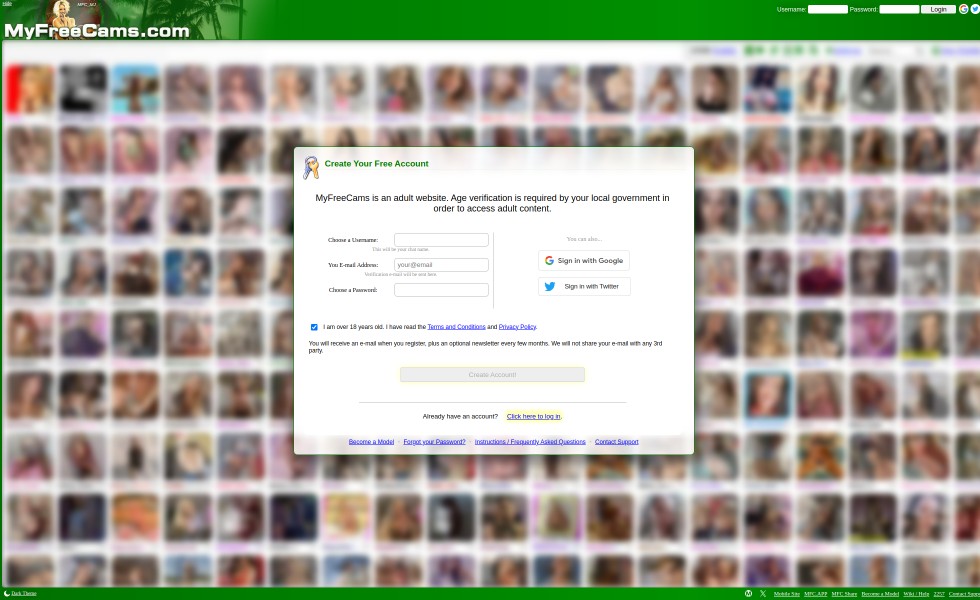 Username: Password: Login
MyFreeCams.com
Create Your Free Account
MyFreeCams is an adult website. Age verification is required by your local government in
order to access adult content.
Choose a Username:
This will be your chat name.
You E-mail Address: your@email
Verification e-mail will be sent here.
Choose a Password:
You can also...
Sign in with Google
Sign in with Twitter
I am over 18 years old. I have read the Terms and Conditions and Privacy Policy.
You will receive an e-mail when you register, plus an optional newsletter every few months. We will not share your e-mail with any 3rd
party.
Create Account!
Already have an account? Click here to log in.
Become a Model - Forgot your Password? - Instructions / Frequently Asked Questions - Contact Support
Dark Theme
Mobile Site MFC.APP MFC Share Become a Model Wiki / Help 2257 Contact